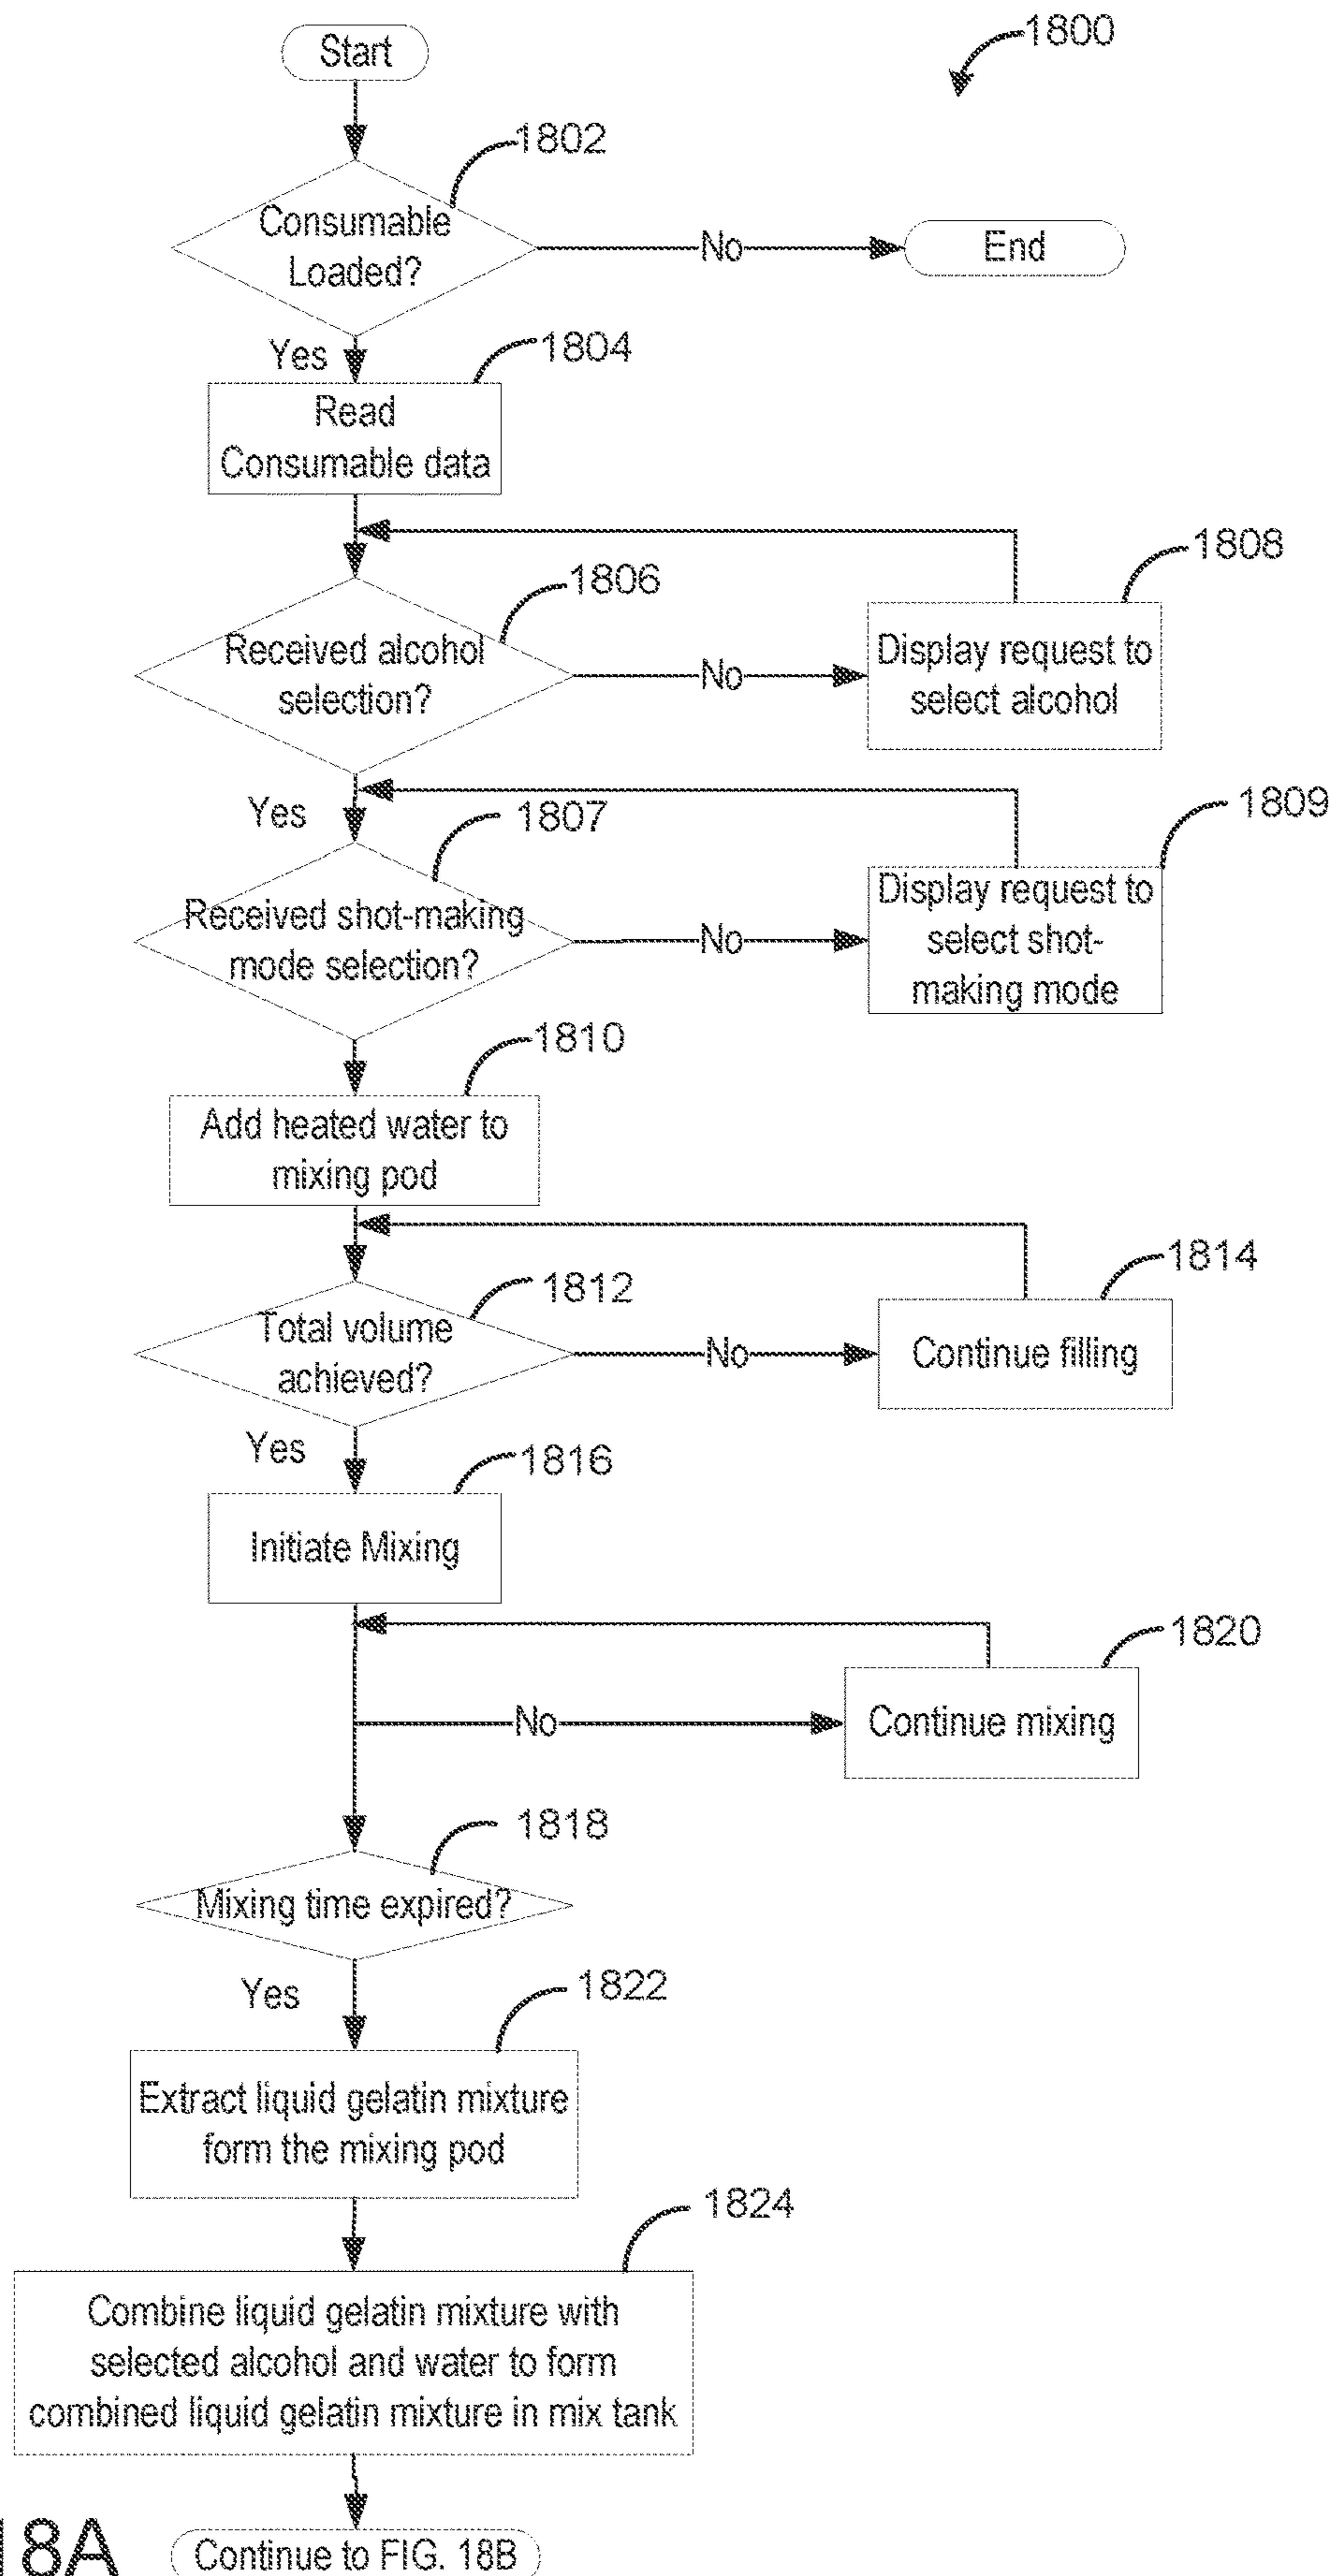 Start
1800
1802
Consumable
Loaded?
No
End
Yes
1804
Read
Consumable data
1808
1806
Received alcohol
selection?
No
Display request to
select alcohol
Yes
1807
1809
Received shot-making
mode selection?
No
Display request to
select shot-
making mode
1810
Add heated water to
mixing pod
1814
1812
Total volume
achieved?
No
Continue filling
Yes
1816
Initiate Mixing
1820
No
Continue mixing
1818
Mixing time expired?
Yes
1822
Extract liquid gelatin mixture
form the mixing pod
1824
Combine liquid gelatin mixture with
selected alcohol and water to form
combined liquid gelatin mixture in mix tank
18A
Continue to FIG. 18B